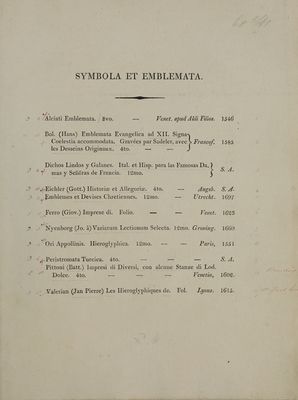 SYMBOLA ET EMBLEMATA.
Alciati Emblemata. 8vo. — Venet. apud Aldi Filios. 1546
Bol. (Hans) Emblemata Evangelica ad XII. Signa
Coelestia accommodata, Gravées par Sadeler, avec } Francof. 1585
les Desseins Originaux. 4to. — —
Dichos Lindos y Galanes. Ital. et Hisp. para las Famosas Da, } S. A.
mas y Señõras de Francia. 12mo.
Eichler (Gott.) Historiæ et Allegoriæ. 4to. — Augsb. S. A.
Emblemes et Devises Chretiennes. 12mo. — Utrecht. 1697
Ferro (Giov.) Imprese di. Folio. — — Venet. 1623
Nyenborg (Jo. à) Variarum Lectionum Selecta. 12mo. Groning. 1660
Ori Appollinis. Hieroglyphica. 12mo. — — Paris, 1551
Peristromata Turcica. 4to. — — — S. A.
Pittoni (Batt.) Impresi di Diversi, con alcune Stanze di Lod.
Dolce. 4to. — — — Venetia, 1602.
Valerian (Jan Pierre) Les Hieroglyphiques de. Fol. Lyons. 1615.